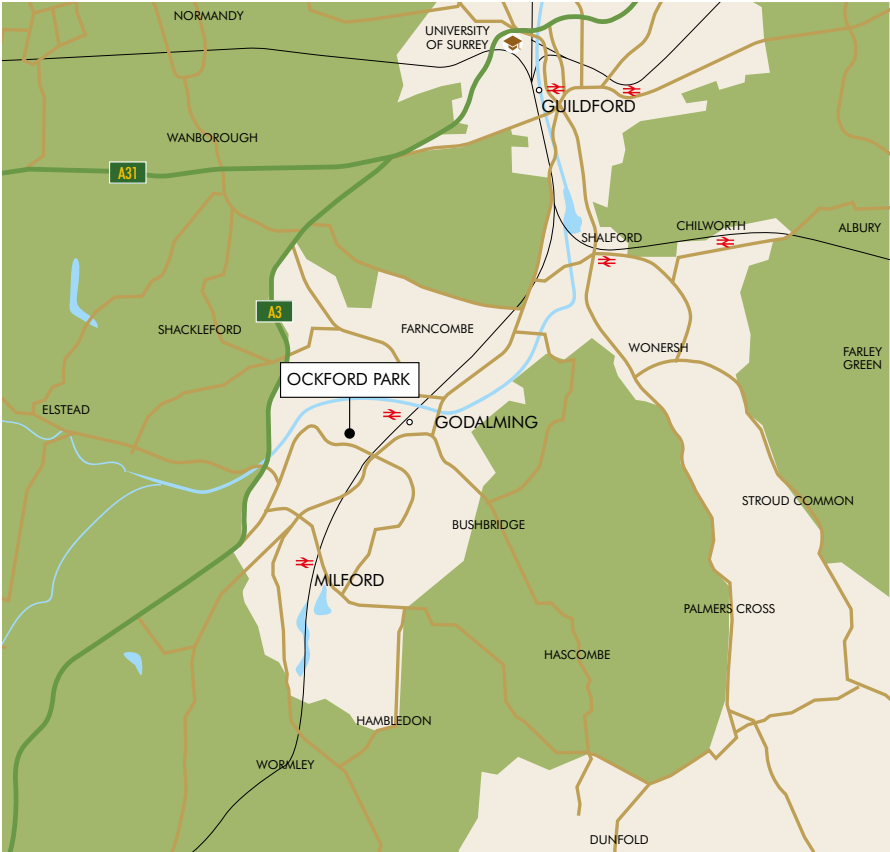 NORMANDY
UNIVERSITY
OF SURREY
GUILDFORD
WANBOROUGH
A31
CHILWORTH
ALBURY
SHALFORD
A3
SHACKLEFORD
FARNCOMBE
WONERSH
FARLEY
GREEN
OCKFORD PARK
ELSTEAD
GODALMING
STROUD COMMON
BUSHBRIDGE
MILFORD
PALMERS CROSS
HASCOMBE
HAMBLEDON
WORMLEY
DUNFOLD